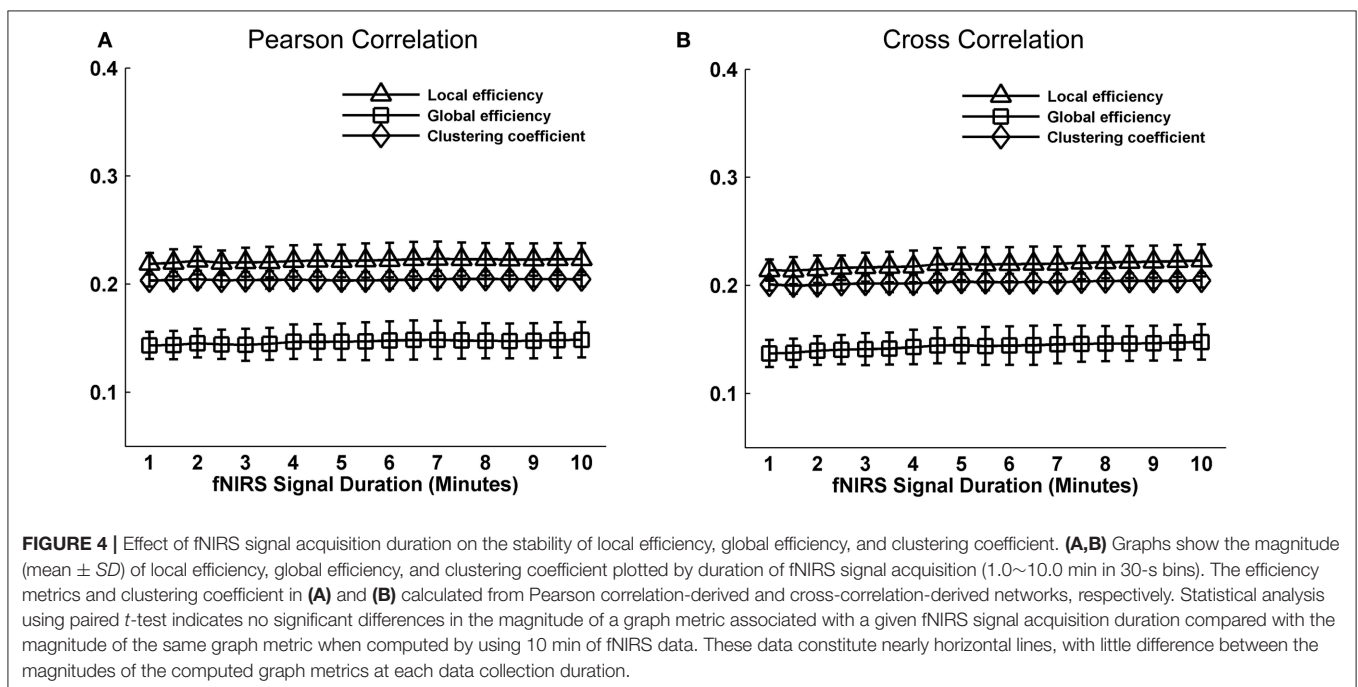 A
Pearson Correlation
0.4
0.3
0.2
0.1
Local efficiency
Global efficiency
Clustering coefficient
1 2 3 4 5 6 7 8 9 10
fNIRS Signal Duration (Minutes)
B
Cross Correlation
0.4
0.3
0.2
0.1
Local efficiency
Global efficiency
Clustering coefficient
1 2 3 4 5 6 7 8 9 10
fNIRS Signal Duration (Minutes)
FIGURE 4 | Effect of fNIRS signal acquisition duration on the stability of local efficiency, global efficiency, and clustering coefficient. (A,B) Graphs show the magnitude
(mean ± SD) of local efficiency, global efficiency, and clustering coefficient plotted by duration of fNIRS signal acquisition (1.0~10.0 min in 30-s bins). The efficiency
metrics and clustering coefficient in (A) and (B) calculated from Pearson correlation-derived and cross-correlation-derived networks, respectively. Statistical analysis
using paired t-test indicates no significant differences in the magnitude of a graph metric associated with a given fNIRS signal acquisition duration compared with the
magnitude of the same graph metric when computed by using 10 min of fNIRS data. These data constitute nearly horizontal lines, with little difference between the
magnitudes of the computed graph metrics at each data collection duration.